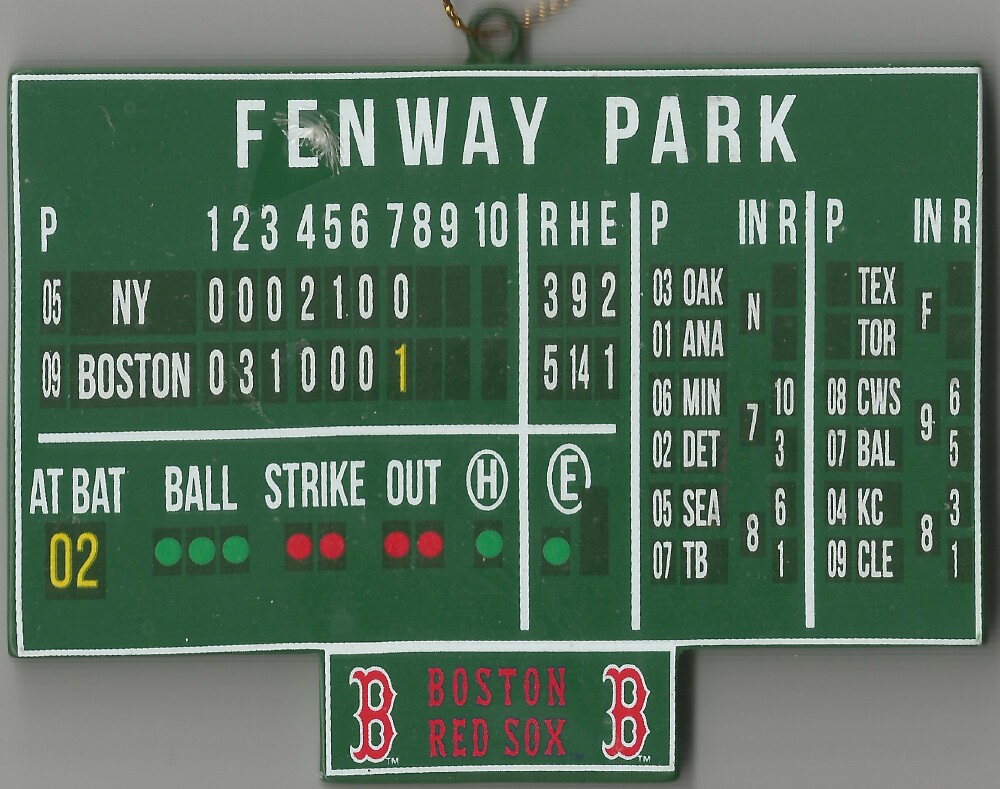 FENWAY PARK
P 1 2 3 4 5 6 7 8 9 10 R H E
05 NY 0 0 0 2 1 0 0 3 9 2
09 BOSTON 0 3 1 0 0 0 1 5 14 1
AT BAT BALL STRIKE OUT H E
02
P IN R
03 OAK N
01 ANA
06 MIN 7 10
02 DET 3
05 SEA 8 6
07 TB 1
P IN R
TEX F
TOR
08 CWS 9 6
07 BAL 5
04 KC 8 3
09 CLE 1
B BOSTON B
RED SOX
TM TM